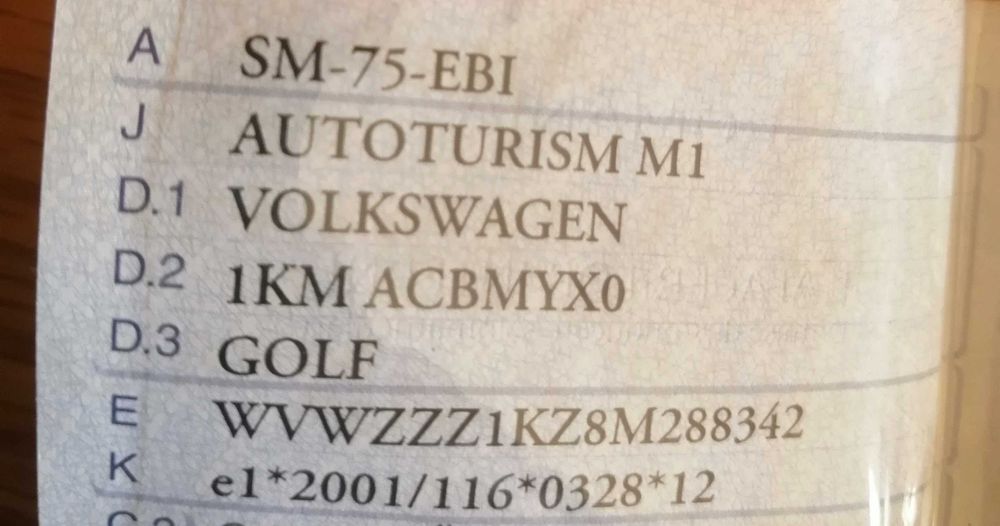 A SM-75-EBI
J AUTOTURISM M1
D.1 VOLKSWAGEN
D.2 1KM ACBMYX0
D.3 GOLF
E WVWZZZ1KZ8M288342
K e1*2001/116*0328*12